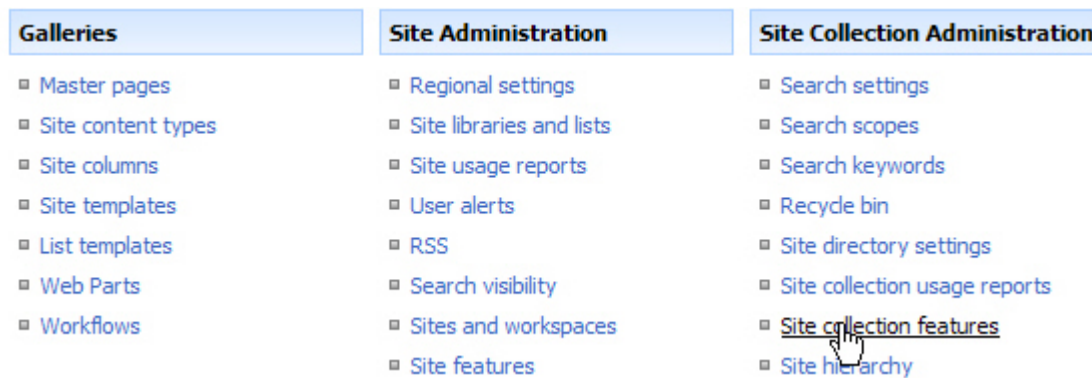 Galleries
Master pages
Site content types
Site columns
Site templates
List templates
Web Parts
Workflows
Site Administration
Regional settings
Site libraries and lists
Site usage reports
User alerts
RSS
Search visibility
Sites and workspaces
Site features
Site Collection Administration
Search settings
Search scopes
Search keywords
Recycle bin
Site directory settings
Site collection usage reports
Site collection features
Site hierarchy